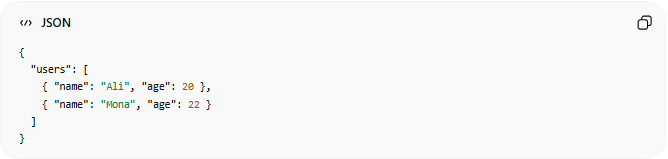 JSON
{
  "users": [
    { "name": "Ali", "age": 20 },
    { "name": "Mona", "age": 22 }
  ]
}